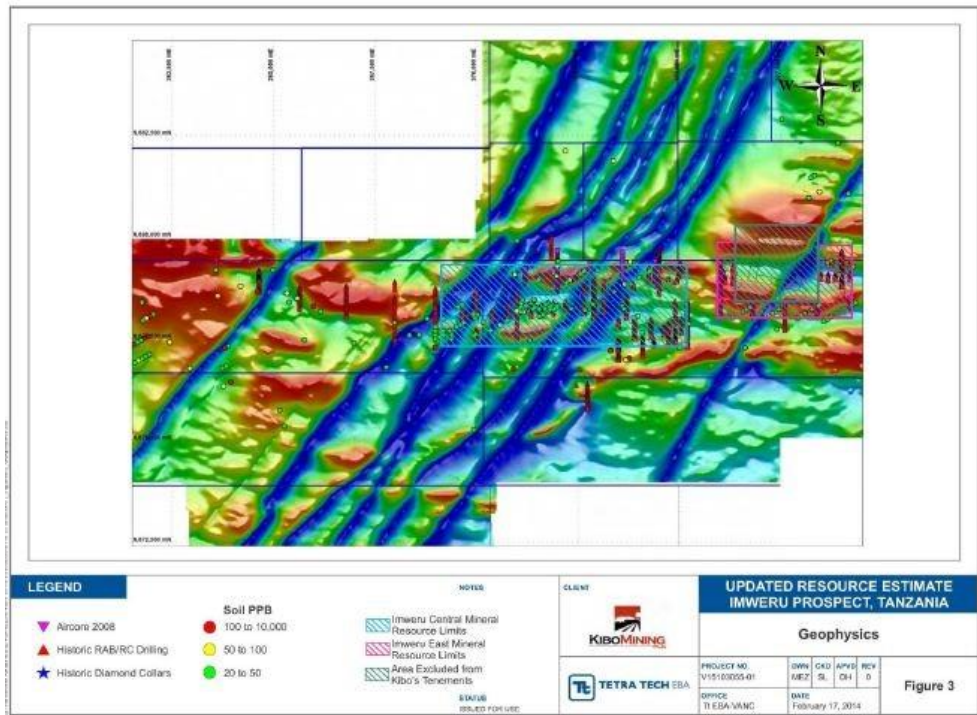 N
W E
S
LEGEND
Aircore 2008
Historic RAB/RC Drilling
Historic Diamond Collars
Soil PPB
100 to 10,000
50 to 100
20 to 50
NOTES
Imweru Central Mineral
Resource Limits
Imweru East Mineral
Resource Limits
Area Excluded from
Kibo's Tenements
STATUS
ISSUED FOR USE
CLIENT
KIBOMINING
Tt TETRA TECH EBA
UPDATED RESOURCE ESTIMATE
IMWERU PROSPECT, TANZANIA
Geophysics
PROJECT NO. DWN CKD APVD REV
V15103055-01 MEZ SL OH 0
OFFICE DATE
Tt EBA-VANC February 17, 2014
Figure 3